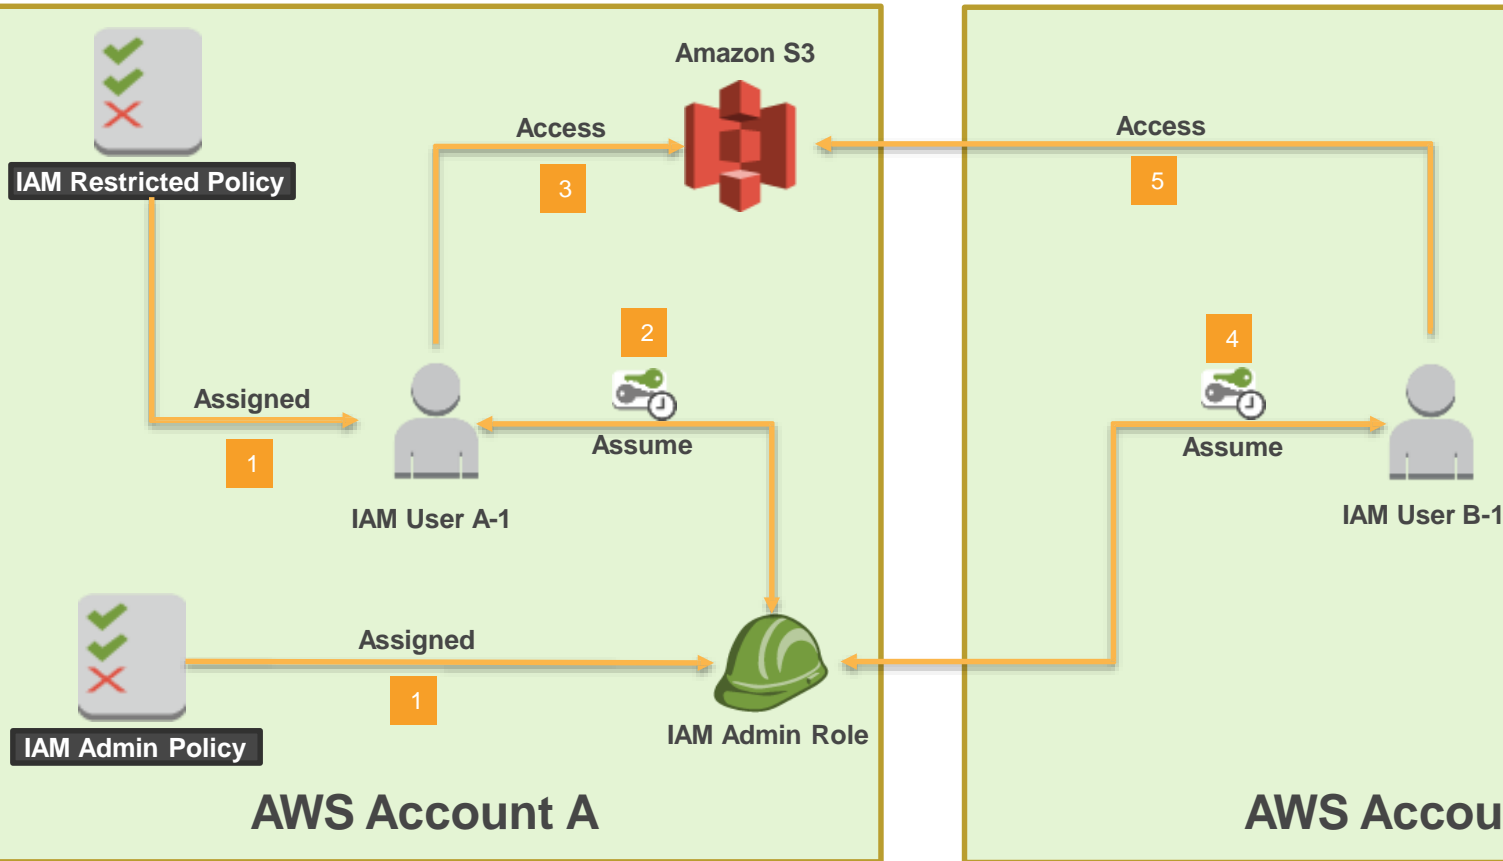 Amazon S3
Access
3
IAM Restricted Policy
Assigned
1
2
Assume
IAM User A-1
Assigned
1
IAM Admin Policy
IAM Admin Role
AWS Account A
Access
5
4
Assume
IAM User B-1
AWS Accou